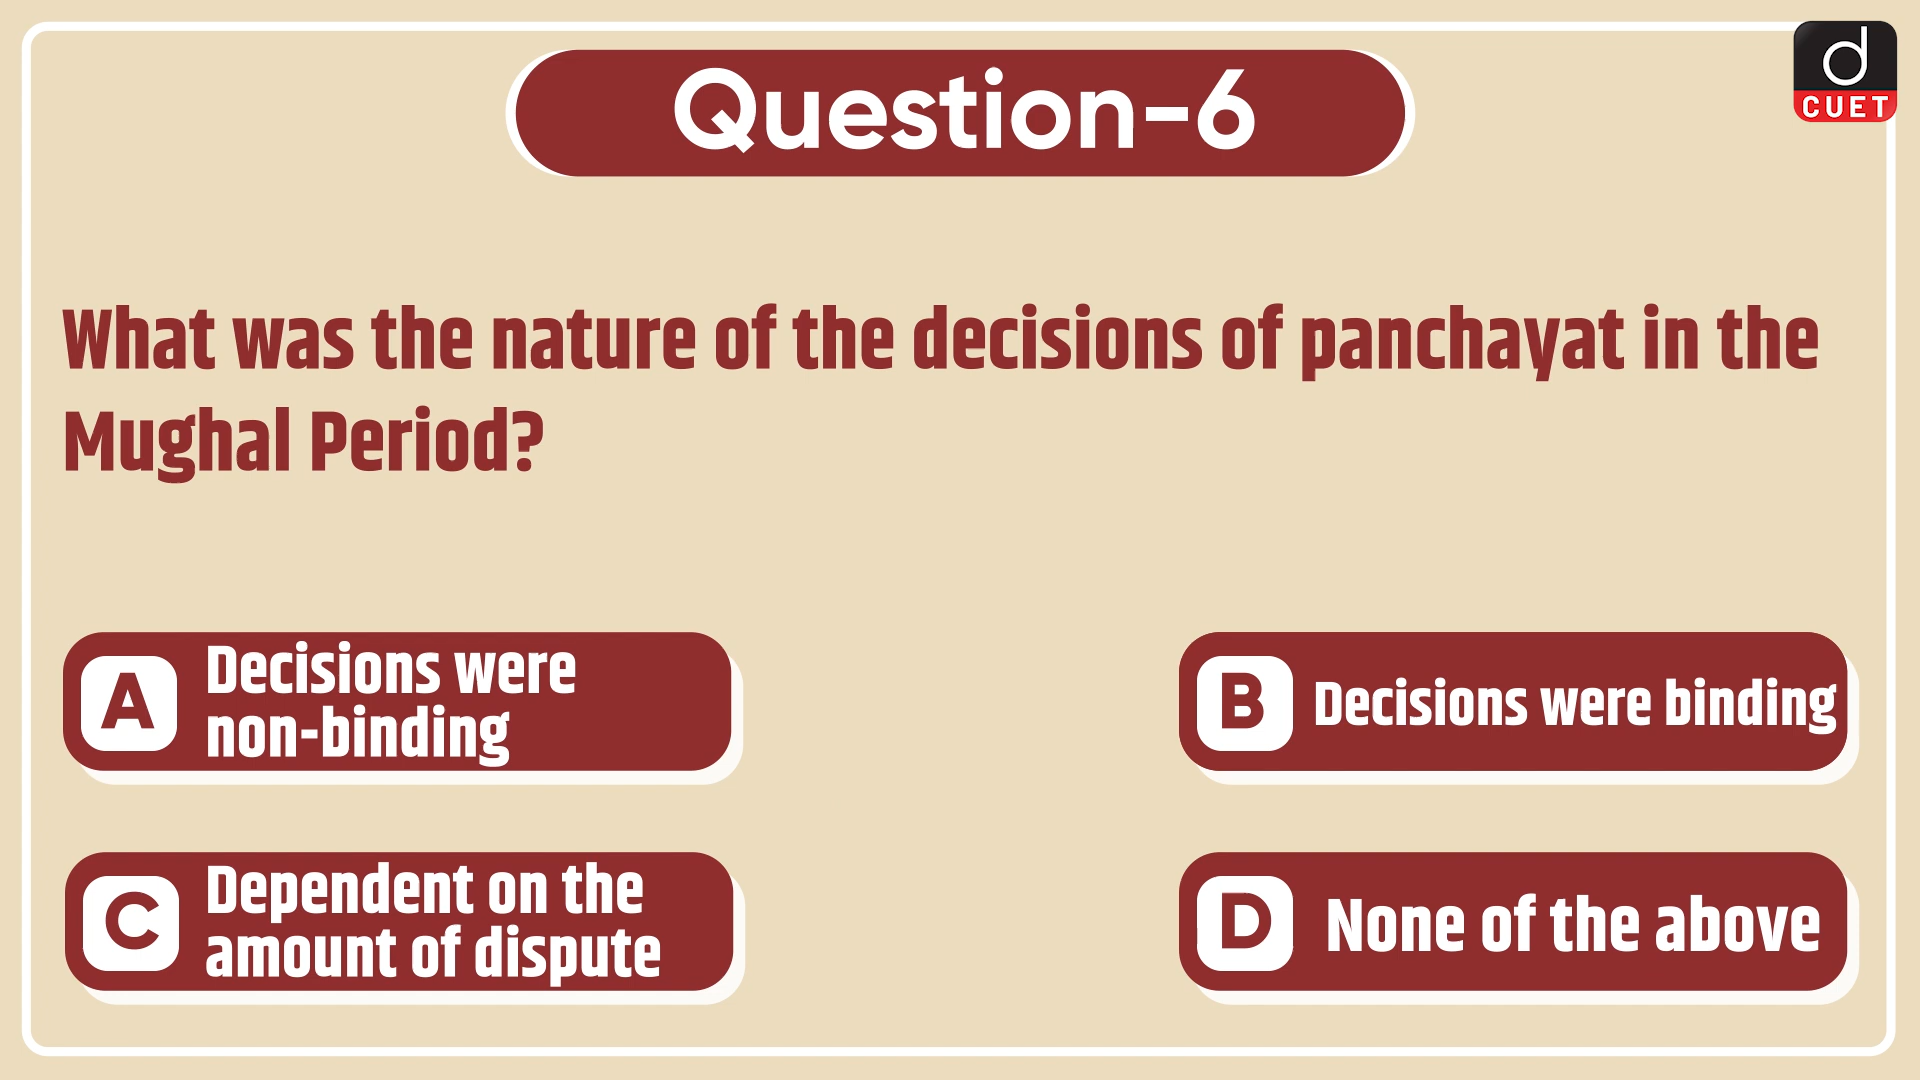 Question-6
d
CUET
What was the nature of the decisions of panchayat in the
Mughal Period?
A
Decisions were
non-binding
B
Decisions were binding
C
Dependent on the
amount of dispute
D
None of the above